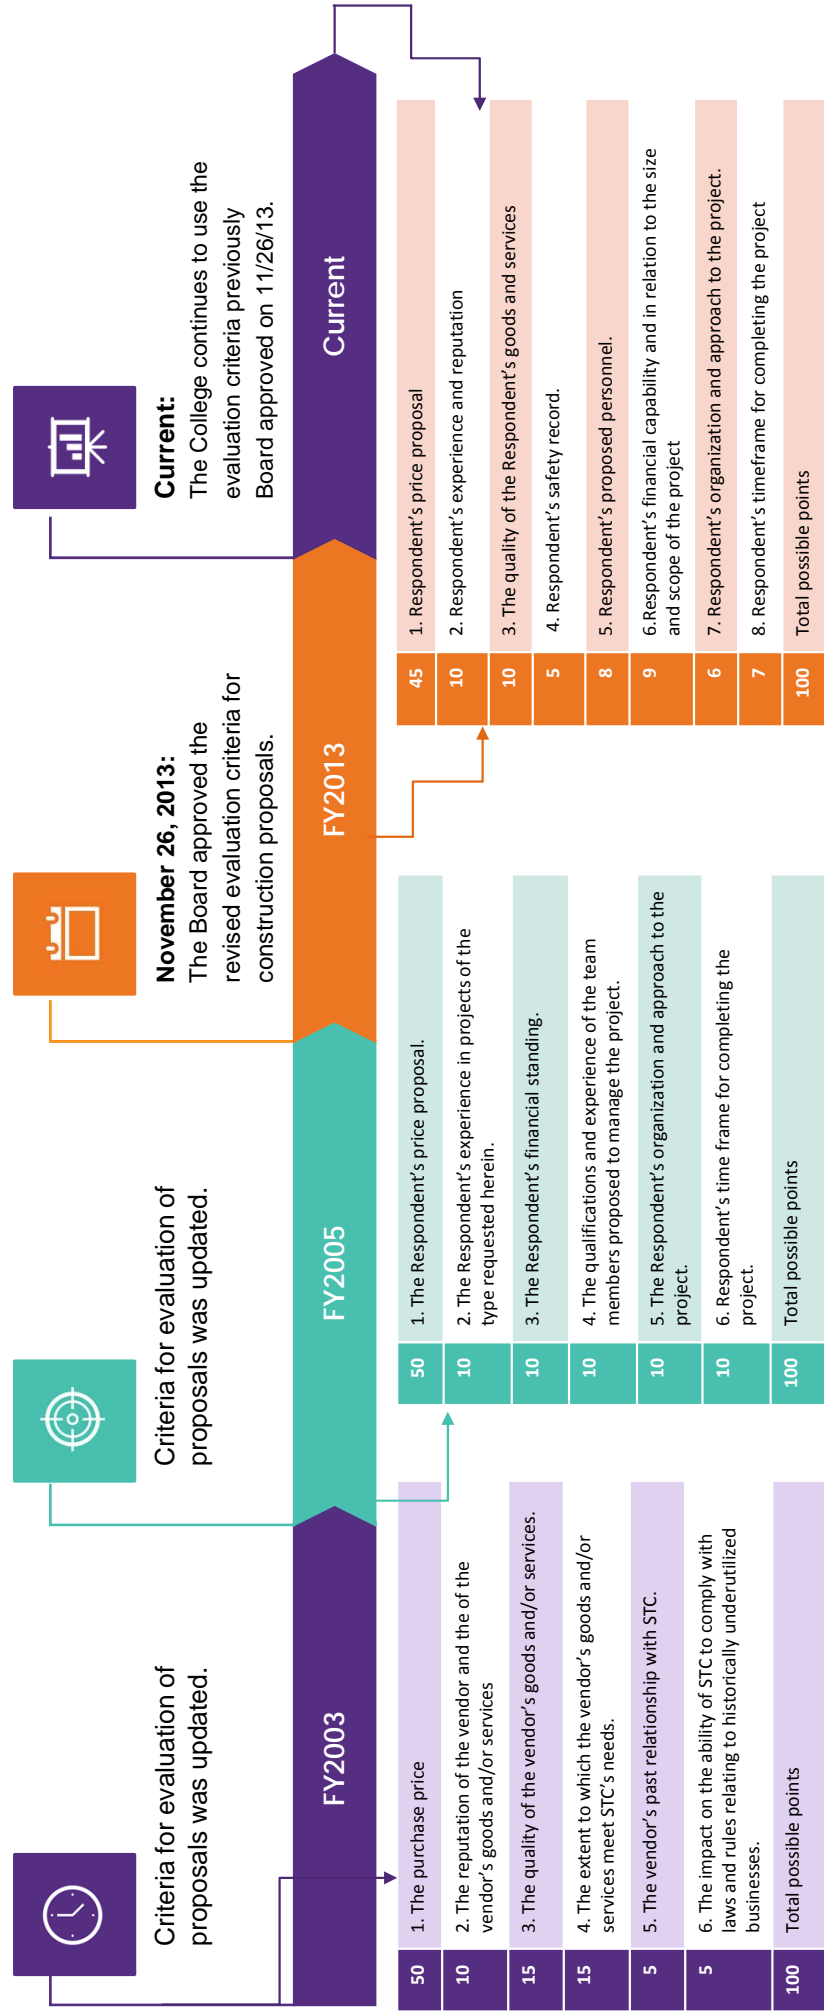 Criteria for evaluation of
proposals was updated.
Criteria for evaluation of
proposals was updated.
November 26, 2013:
The Board approved the
revised evaluation criteria for
construction proposals.
Current:
The College continues to use the
evaluation criteria previously
Board approved on 11/26/13.
FY2003
FY2005
FY2013
Current
50 1. The purchase price
10 2. The reputation of the vendor and the of the
vendor's goods and/or services
15 3. The quality of the vendor's goods and/or services.
15 4. The extent to which the vendor's goods and/or
services meet STC's needs.
5 5. The vendor's past relationship with STC.
5 6. The impact on the ability of STC to comply with
laws and rules relating to historically underutilized
businesses.
100 Total possible points
50 1. The Respondent's price proposal.
10 2. The Respondent's experience in projects of the
type requested herein.
10 3. The Respondent's financial standing.
10 4. The qualifications and experience of the team
members proposed to manage the project.
10 5. The Respondent's organization and approach to the
project.
10 6. Respondent's time frame for completing the
project.
100 Total possible points
45 1. Respondent's price proposal
10 2. Respondent's experience and reputation
10 3. The quality of the Respondent's goods and services
5 4. Respondent's safety record.
8 5. Respondent's proposed personnel.
9 6.Respondent's financial capability and in relation to the size
and scope of the project
6 7. Respondent's organization and approach to the project.
7 8. Respondent's timeframe for completing the project
100 Total possible points